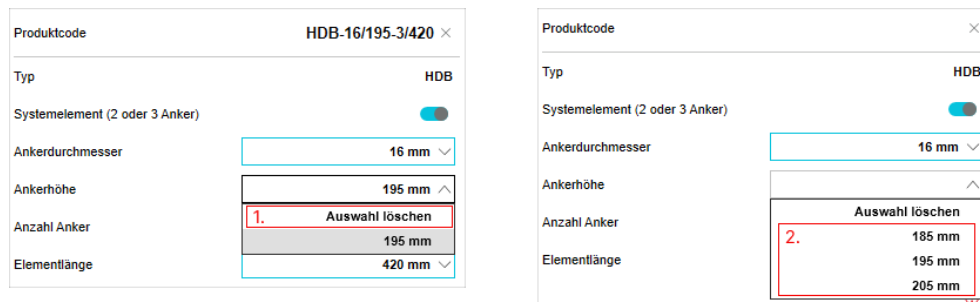 Produktcode HDB-16/195-3/420
Typ HDB
Systemelement (2 oder 3 Anker)
Ankerdurchmesser 16 mm
Ankerhöhe 195 mm
1. Auswahl löschen
Anzahl Anker
195 mm
Elementlänge 420 mm
Produktcode
Typ HDB
Systemelement (2 oder 3 Anker)
Ankerdurchmesser 16 mm
Ankerhöhe
Auswahl löschen
Anzahl Anker
2. 185 mm
Elementlänge 195 mm
205 mm